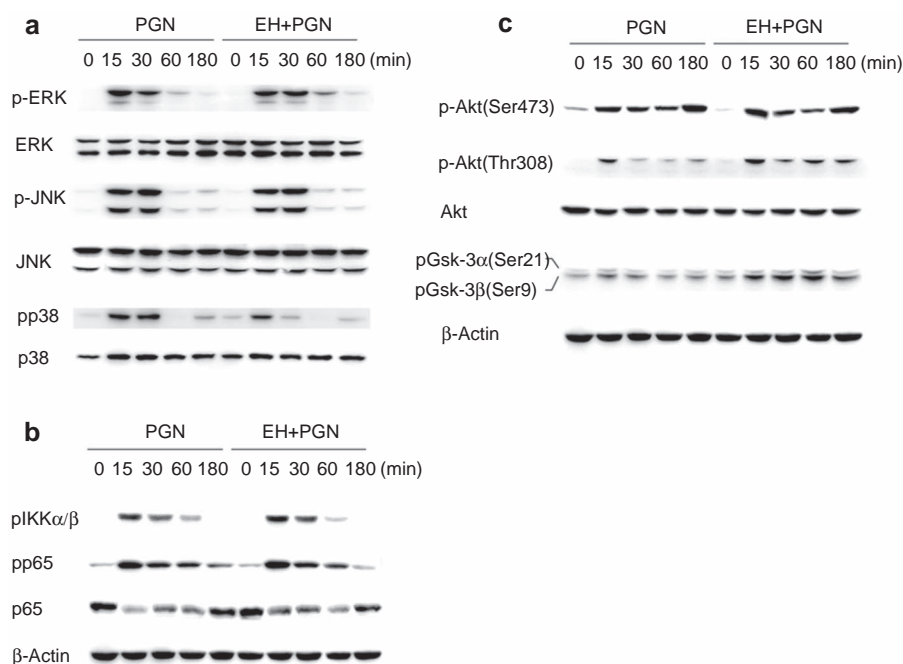 a
PGN EH+PGN
0 15 30 60 180 0 15 30 60 180 (min)
p-ERK
ERK
p-JNK
JNK
pp38
p38
b
PGN EH+PGN
0 15 30 60 180 0 15 30 60 180 (min)
pIKKα/β
pp65
p65
β-Actin
c
PGN EH+PGN
0 15 30 60 180 0 15 30 60 180 (min)
p-Akt(Ser473)
p-Akt(Thr308)
Akt
pGsk-3α(Ser21)
pGsk-3β(Ser9)
β-Actin